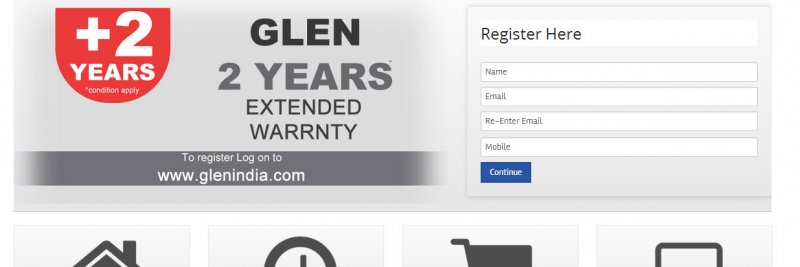 +2
YEARS
*condition apply
GLEN
2 YEARS*
EXTENDED
WARRNTY
To register Log on to
www.glenindia.com
Register Here
Name
Email
Re-Enter Email
Mobile
Continue